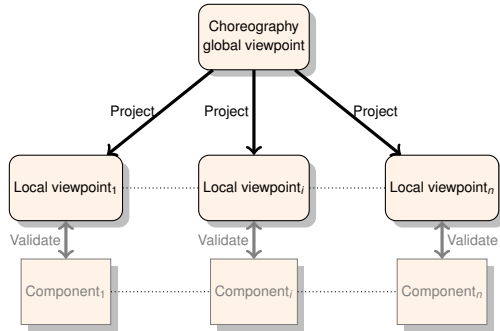 Choreography
global viewpoint
Project Project Project
Local viewpoint₁ Local viewpointᵢ Local viewpointₙ
Validate Validate Validate
Component₁ Componentᵢ Componentₙ